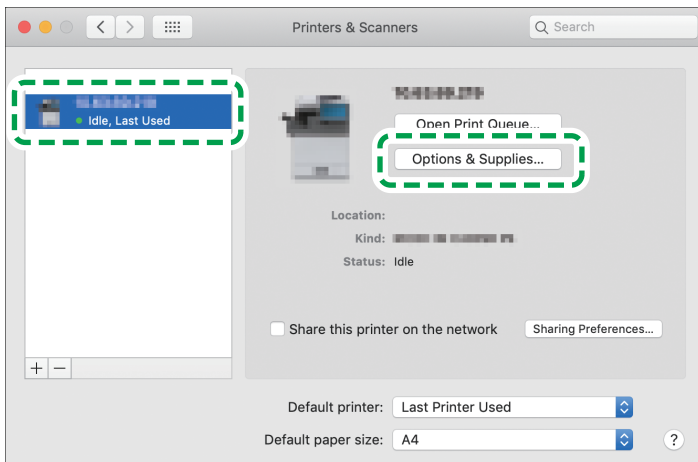 Printers & Scanners
Search
Idle, Last Used
Open Print Queue...
Options & Supplies...
Location:
Kind:
Status: Idle
Share this printer on the network
Sharing Preferences...
+ −
Default printer: Last Printer Used
Default paper size: A4
?